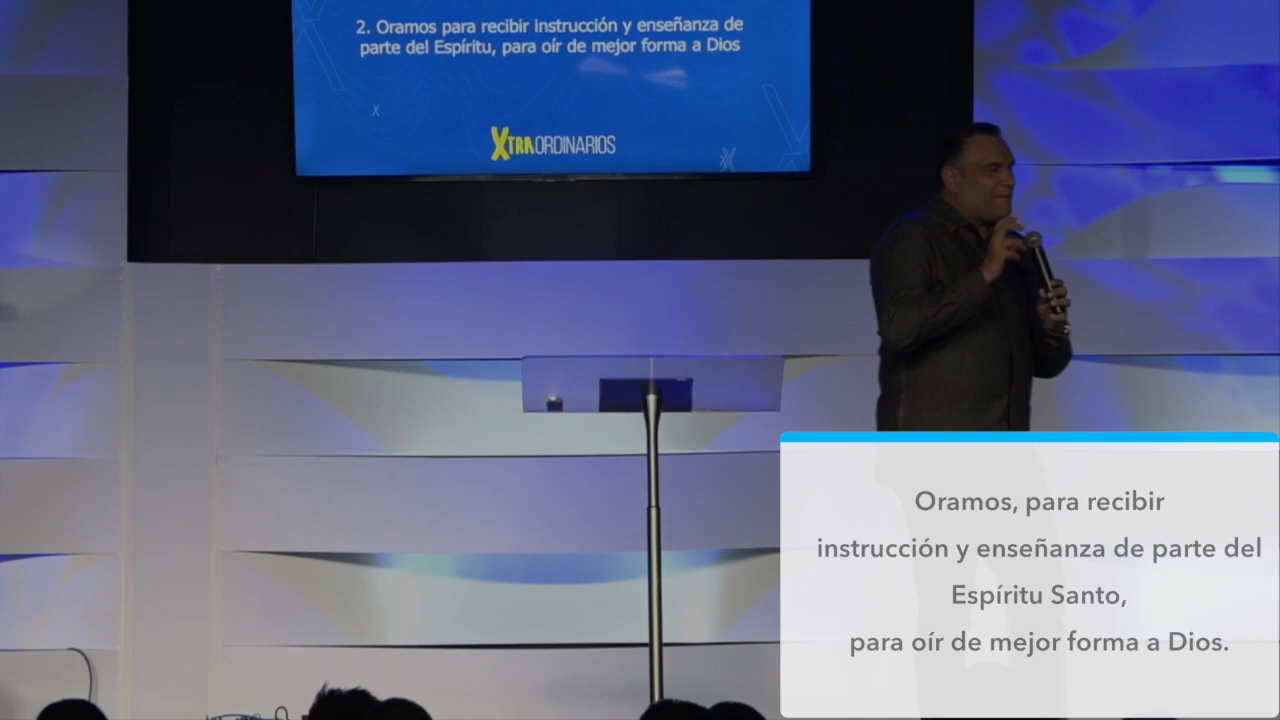 2. Oramos para recibir instrucción y enseñanza de
parte del Espíritu, para oír de mejor forma a Dios
XTRAORDINARIOS
Oramos, para recibir
instrucción y enseñanza de parte del
Espíritu Santo,
para oír de mejor forma a Dios.